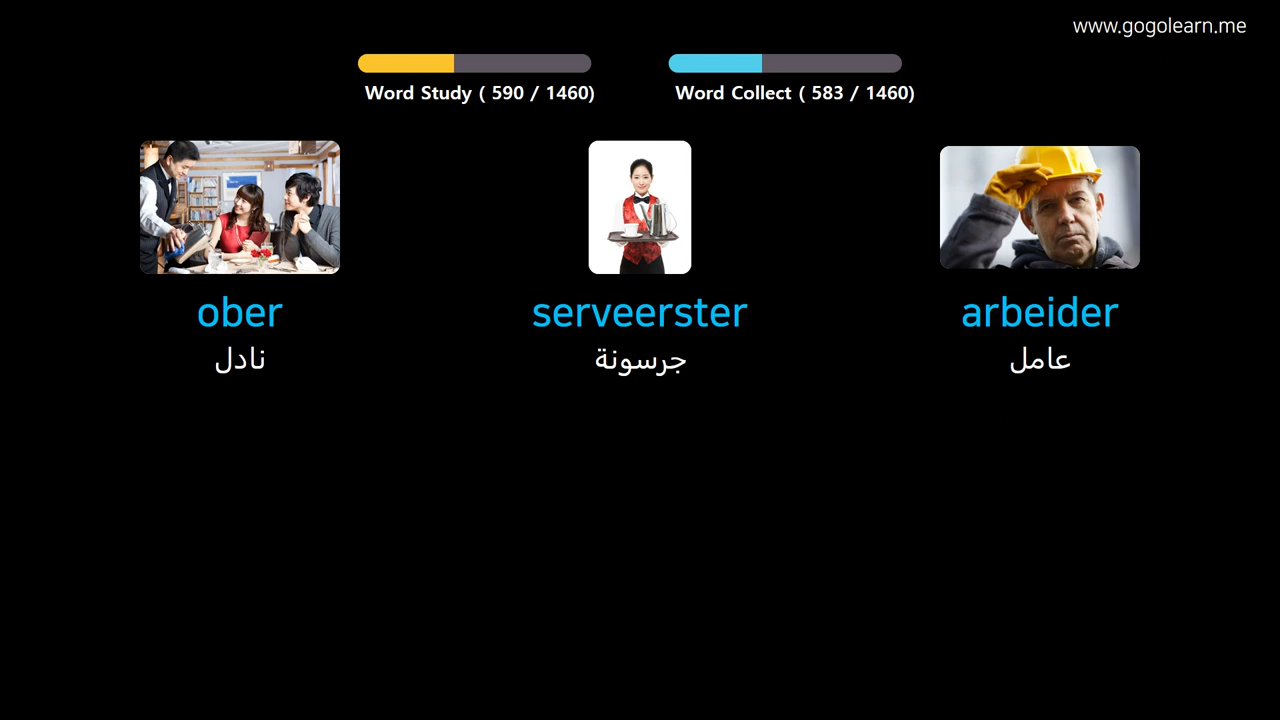 www.gogolearn.me
Word Study ( 590 / 1460)
Word Collect ( 583 / 1460)
ober
serveerster
arbeider
نادل
جرسونة
عامل